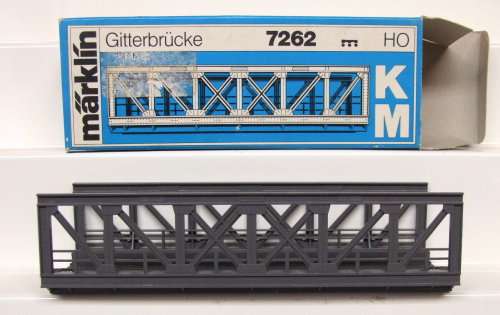 märklin
Gitterbrücke 7262 HO
K
M